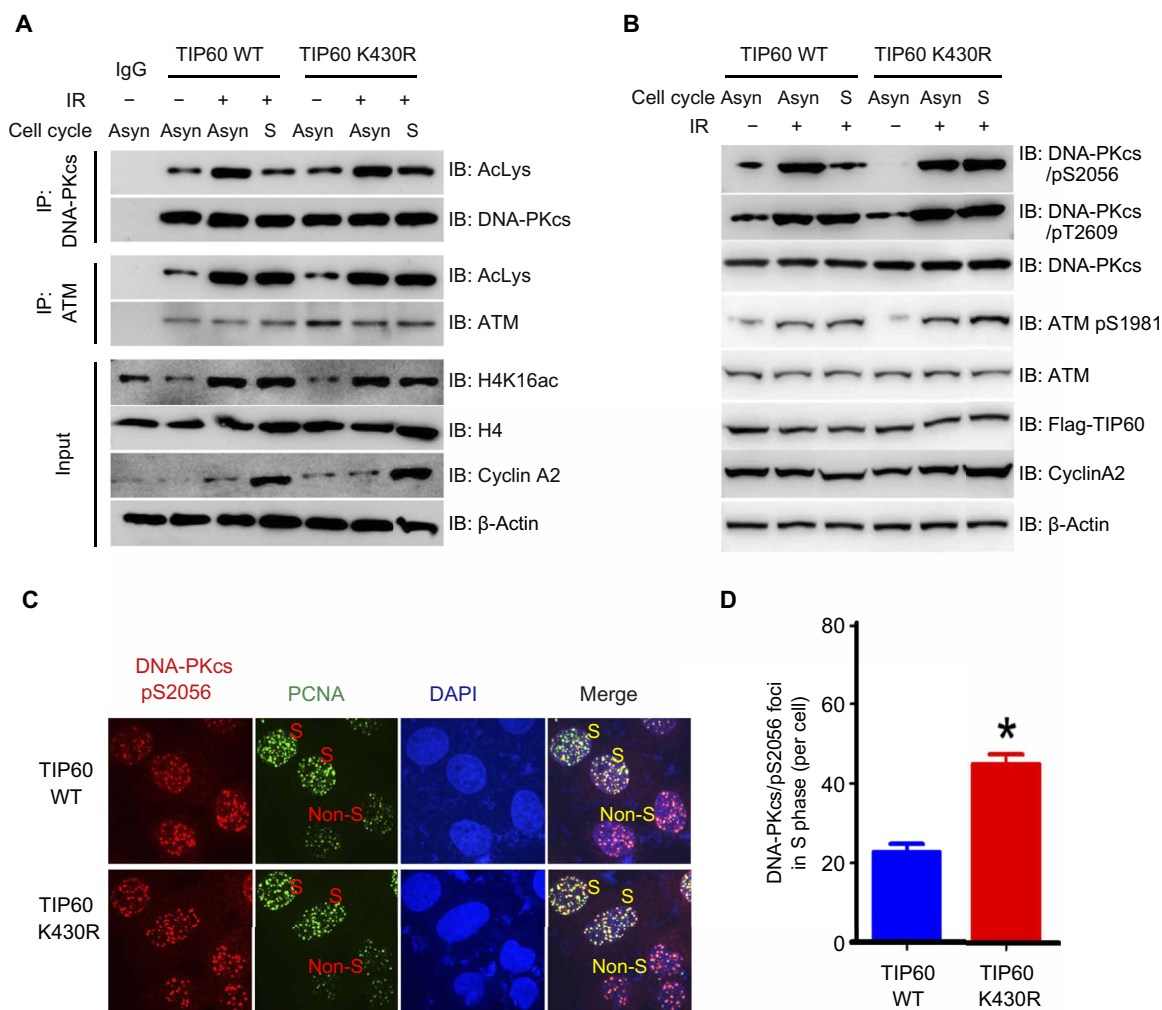 A
IgG
TIP60 WT
TIP60 K430R
IR
– – + + – + +
Cell cycle Asyn Asyn Asyn S Asyn Asyn S
IP: DNA-PKcs
IB: AcLys
IB: DNA-PKcs
IP: ATM
IB: AcLys
IB: ATM
Input
IB: H4K16ac
IB: H4
IB: Cyclin A2
IB: β-Actin
B
TIP60 WT
TIP60 K430R
Cell cycle Asyn Asyn S Asyn Asyn S
IR – + + – + +
IB: DNA-PKcs
/pS2056
IB: DNA-PKcs
/pT2609
IB: DNA-PKcs
IB: ATM pS1981
IB: ATM
IB: Flag-TIP60
IB: CyclinA2
IB: β-Actin
C
DNA-PKcs
pS2056
PCNA
DAPI
Merge
TIP60
WT
S
S
Non-S
S
S
Non-S
TIP60
K430R
S
S
Non-S
S
S
Non-S
D
DNA-PKcs/pS2056 foci
in S phase (per cell)
80
60
40
20
0
*
TIP60
WT
TIP60
K430R